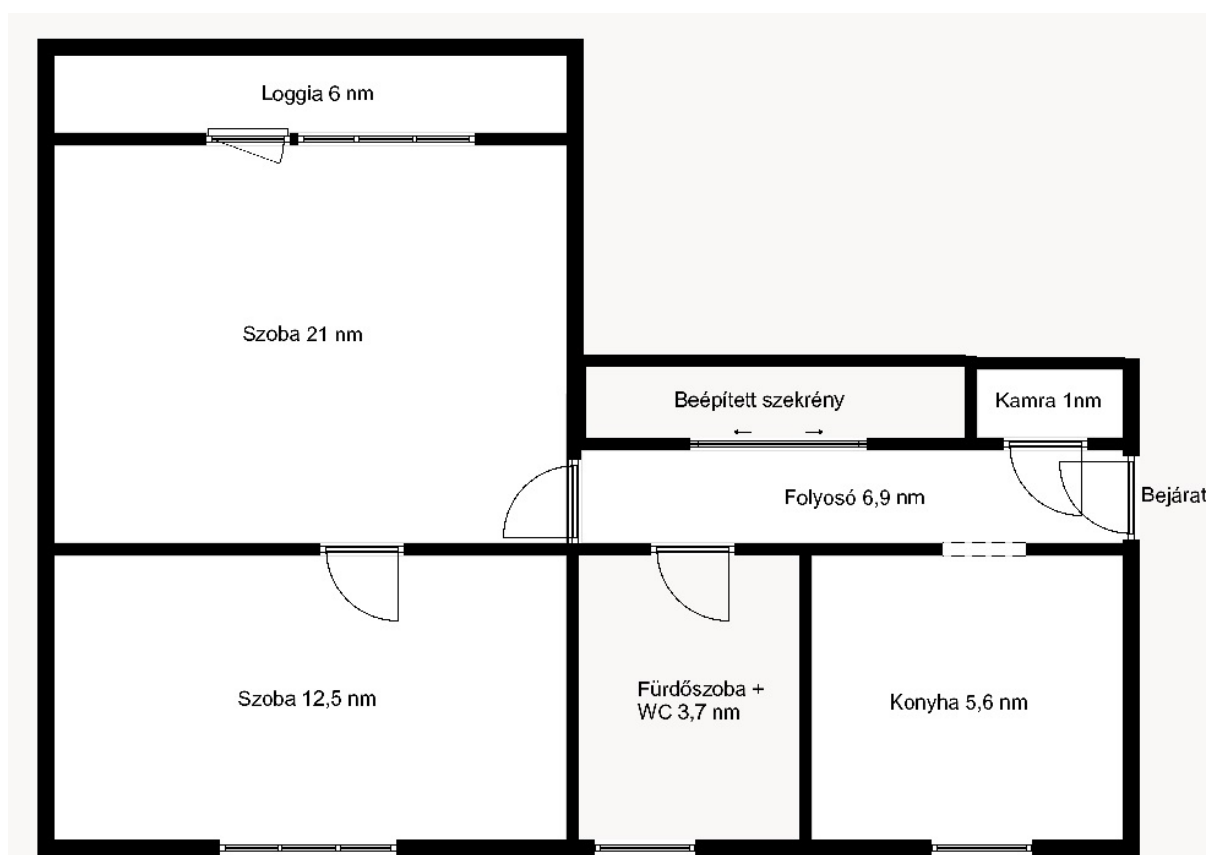 Loggia 6 nm
Szoba 21 nm
Beépített szekrény
Kamra 1nm
Folyosó 6,9 nm
Bejárat
Szoba 12,5 nm
Fürdőszoba +
WC 3,7 nm
Konyha 5,6 nm